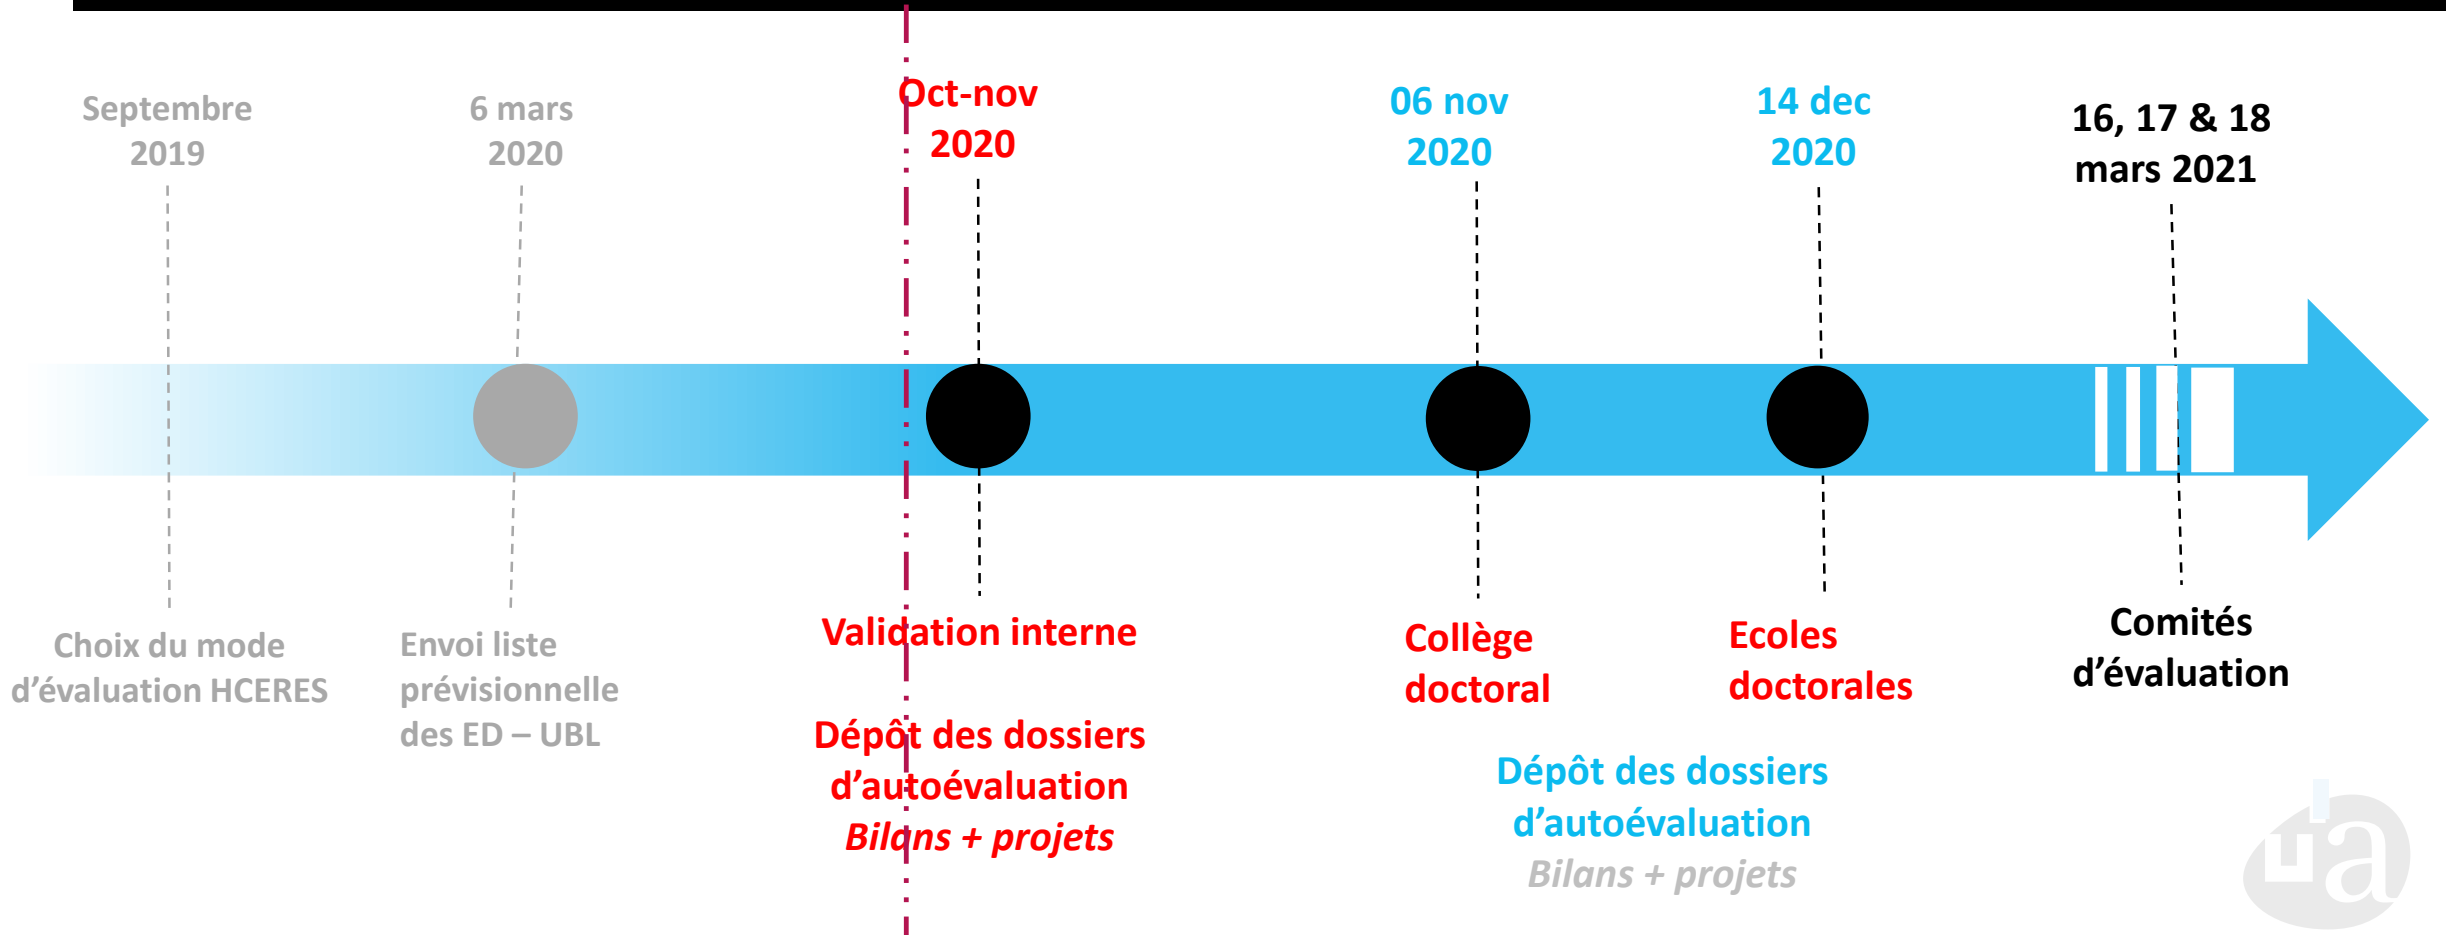 Septembre
2019
6 mars
2020
Oct-nov
2020
06 nov
2020
14 dec
2020
16, 17 & 18
mars 2021
Choix du mode
d’évaluation HCERES
Envoi liste
prévisionnelle
des ED – UBL
Validation interne
Dépôt des dossiers
d’autoévaluation
Bilans + projets
Collège
doctoral
Ecoles
doctorales
Dépôt des dossiers
d’autoévaluation
Bilans + projets
Comités
d’évaluation
ua